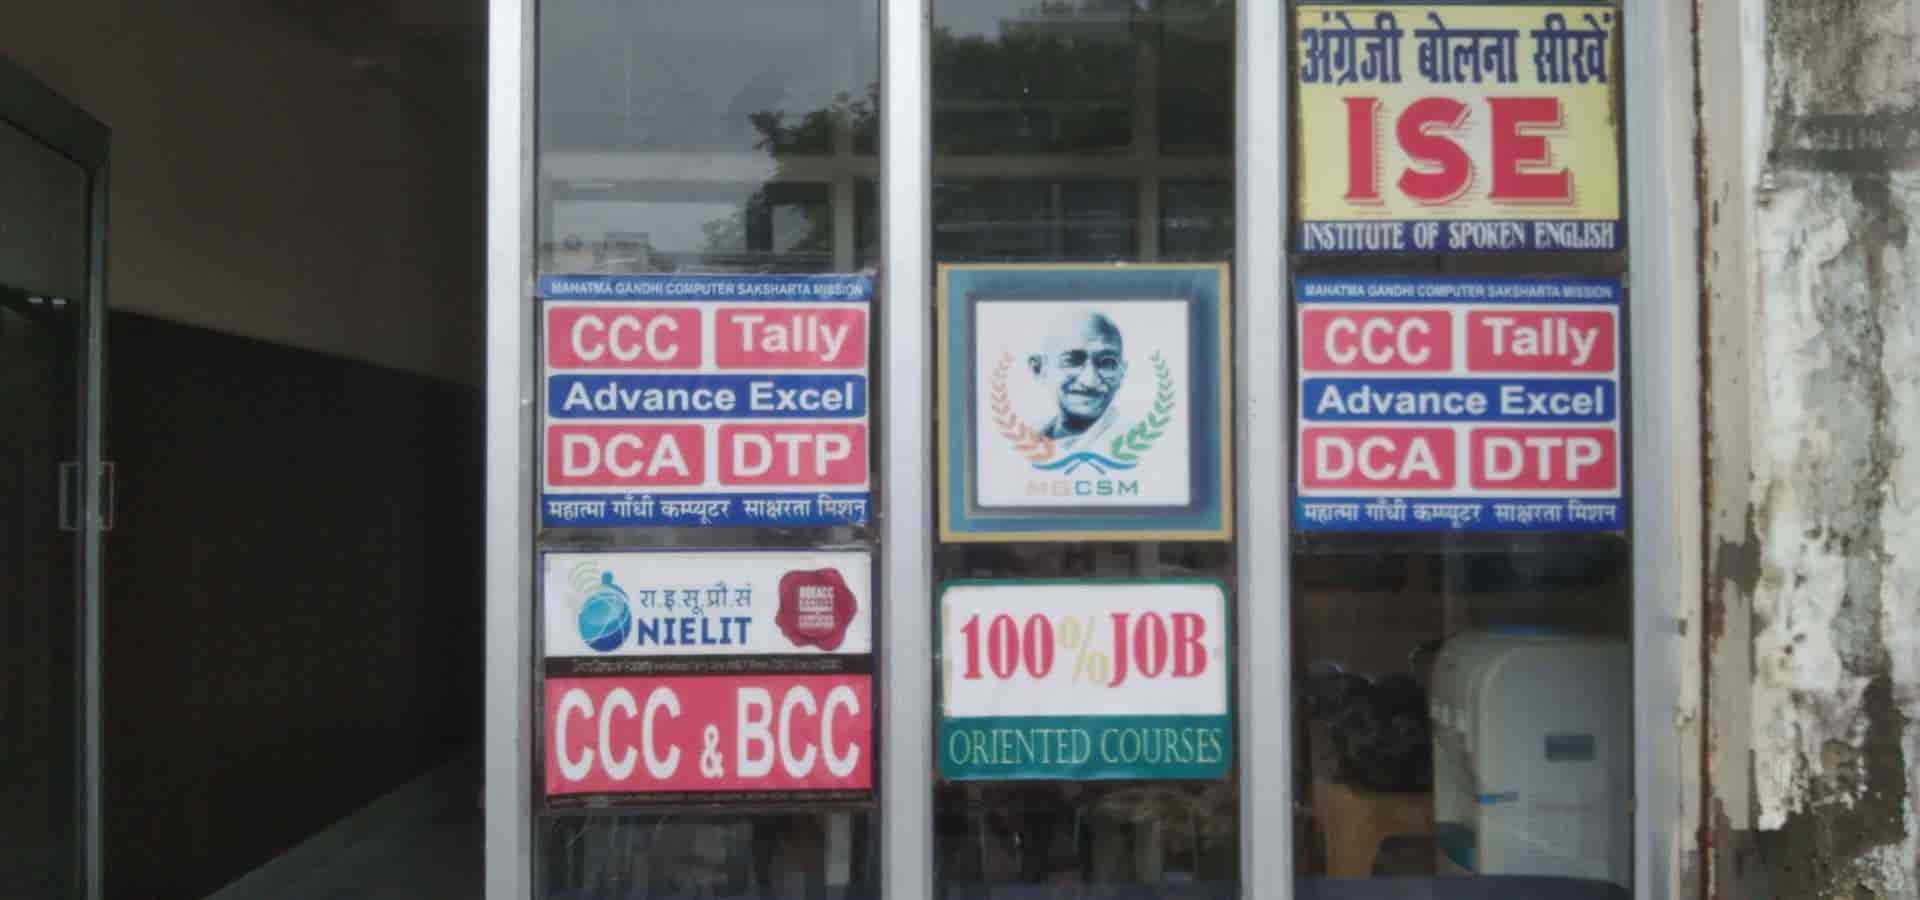 अंग्रेजी बोलना सीखें
ISE
INSTITUTE OF SPOKEN ENGLISH
MAHATMA GANDHI COMPUTER SAKSHARTA MISSION
CCC Tally
Advance Excel
DCA DTP
महात्मा गाँधी कम्प्यूटर साक्षरता मिशन
रा.इ.सू.प्रौ.सं
NIELIT
CCC & BCC
MGCSM
100% JOB
ORIENTED COURSES
MAHATMA GANDHI COMPUTER SAKSHARTA MISSION
CCC Tally
Advance Excel
DCA DTP
महात्मा गाँधी कम्प्यूटर साक्षरता मिशन